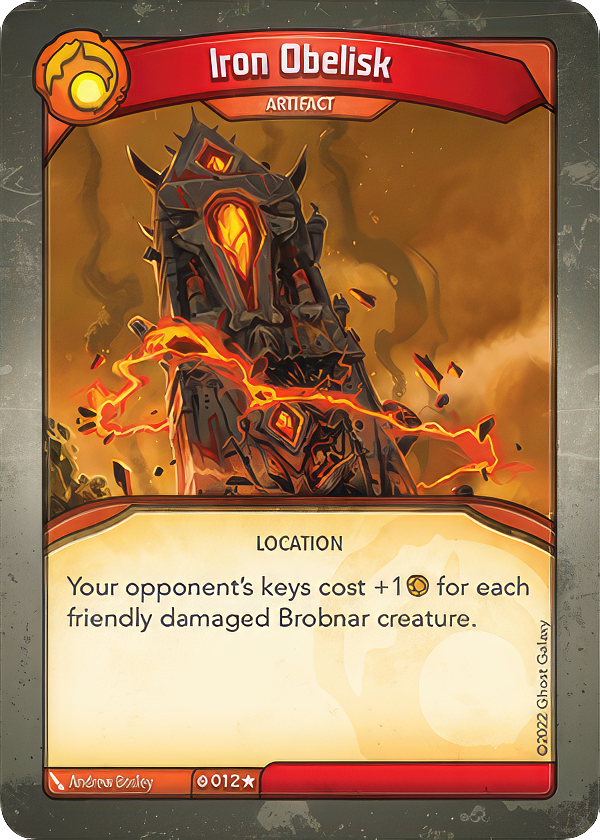 Iron Obelisk
ARTIFACT
LOCATION
Your opponent's keys cost +1 for each
friendly damaged Brobnar creature.
©2022 Ghost Galaxy
Andrew Bosley
012